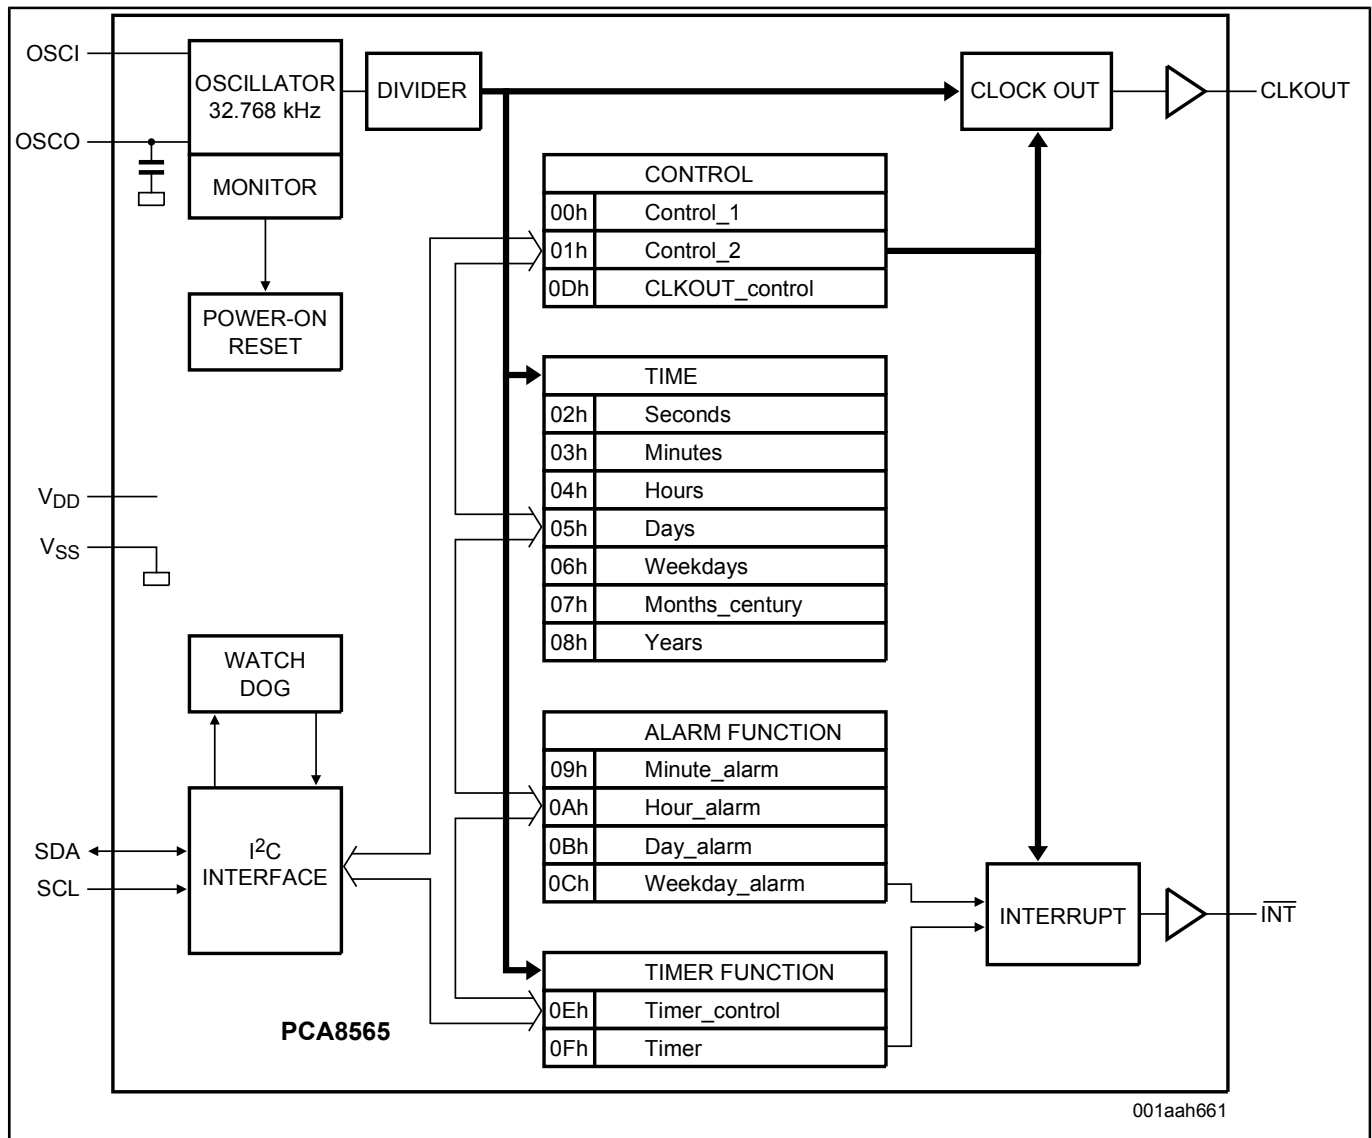 OSCI
OSCO
OSCILLATOR
32.768 kHz
MONITOR
DIVIDER
CLOCK OUT
CLKOUT
POWER-ON
RESET
CONTROL
00h Control_1
01h Control_2
0Dh CLKOUT_control
TIME
02h Seconds
03h Minutes
04h Hours
05h Days
06h Weekdays
07h Months_century
08h Years
VDD
VSS
WATCH
DOG
SDA
SCL
I²C
INTERFACE
ALARM FUNCTION
09h Minute_alarm
0Ah Hour_alarm
0Bh Day_alarm
0Ch Weekday_alarm
INTERRUPT
I̅N̅T̅
TIMER FUNCTION
0Eh Timer_control
0Fh Timer
PCA8565
001aah661